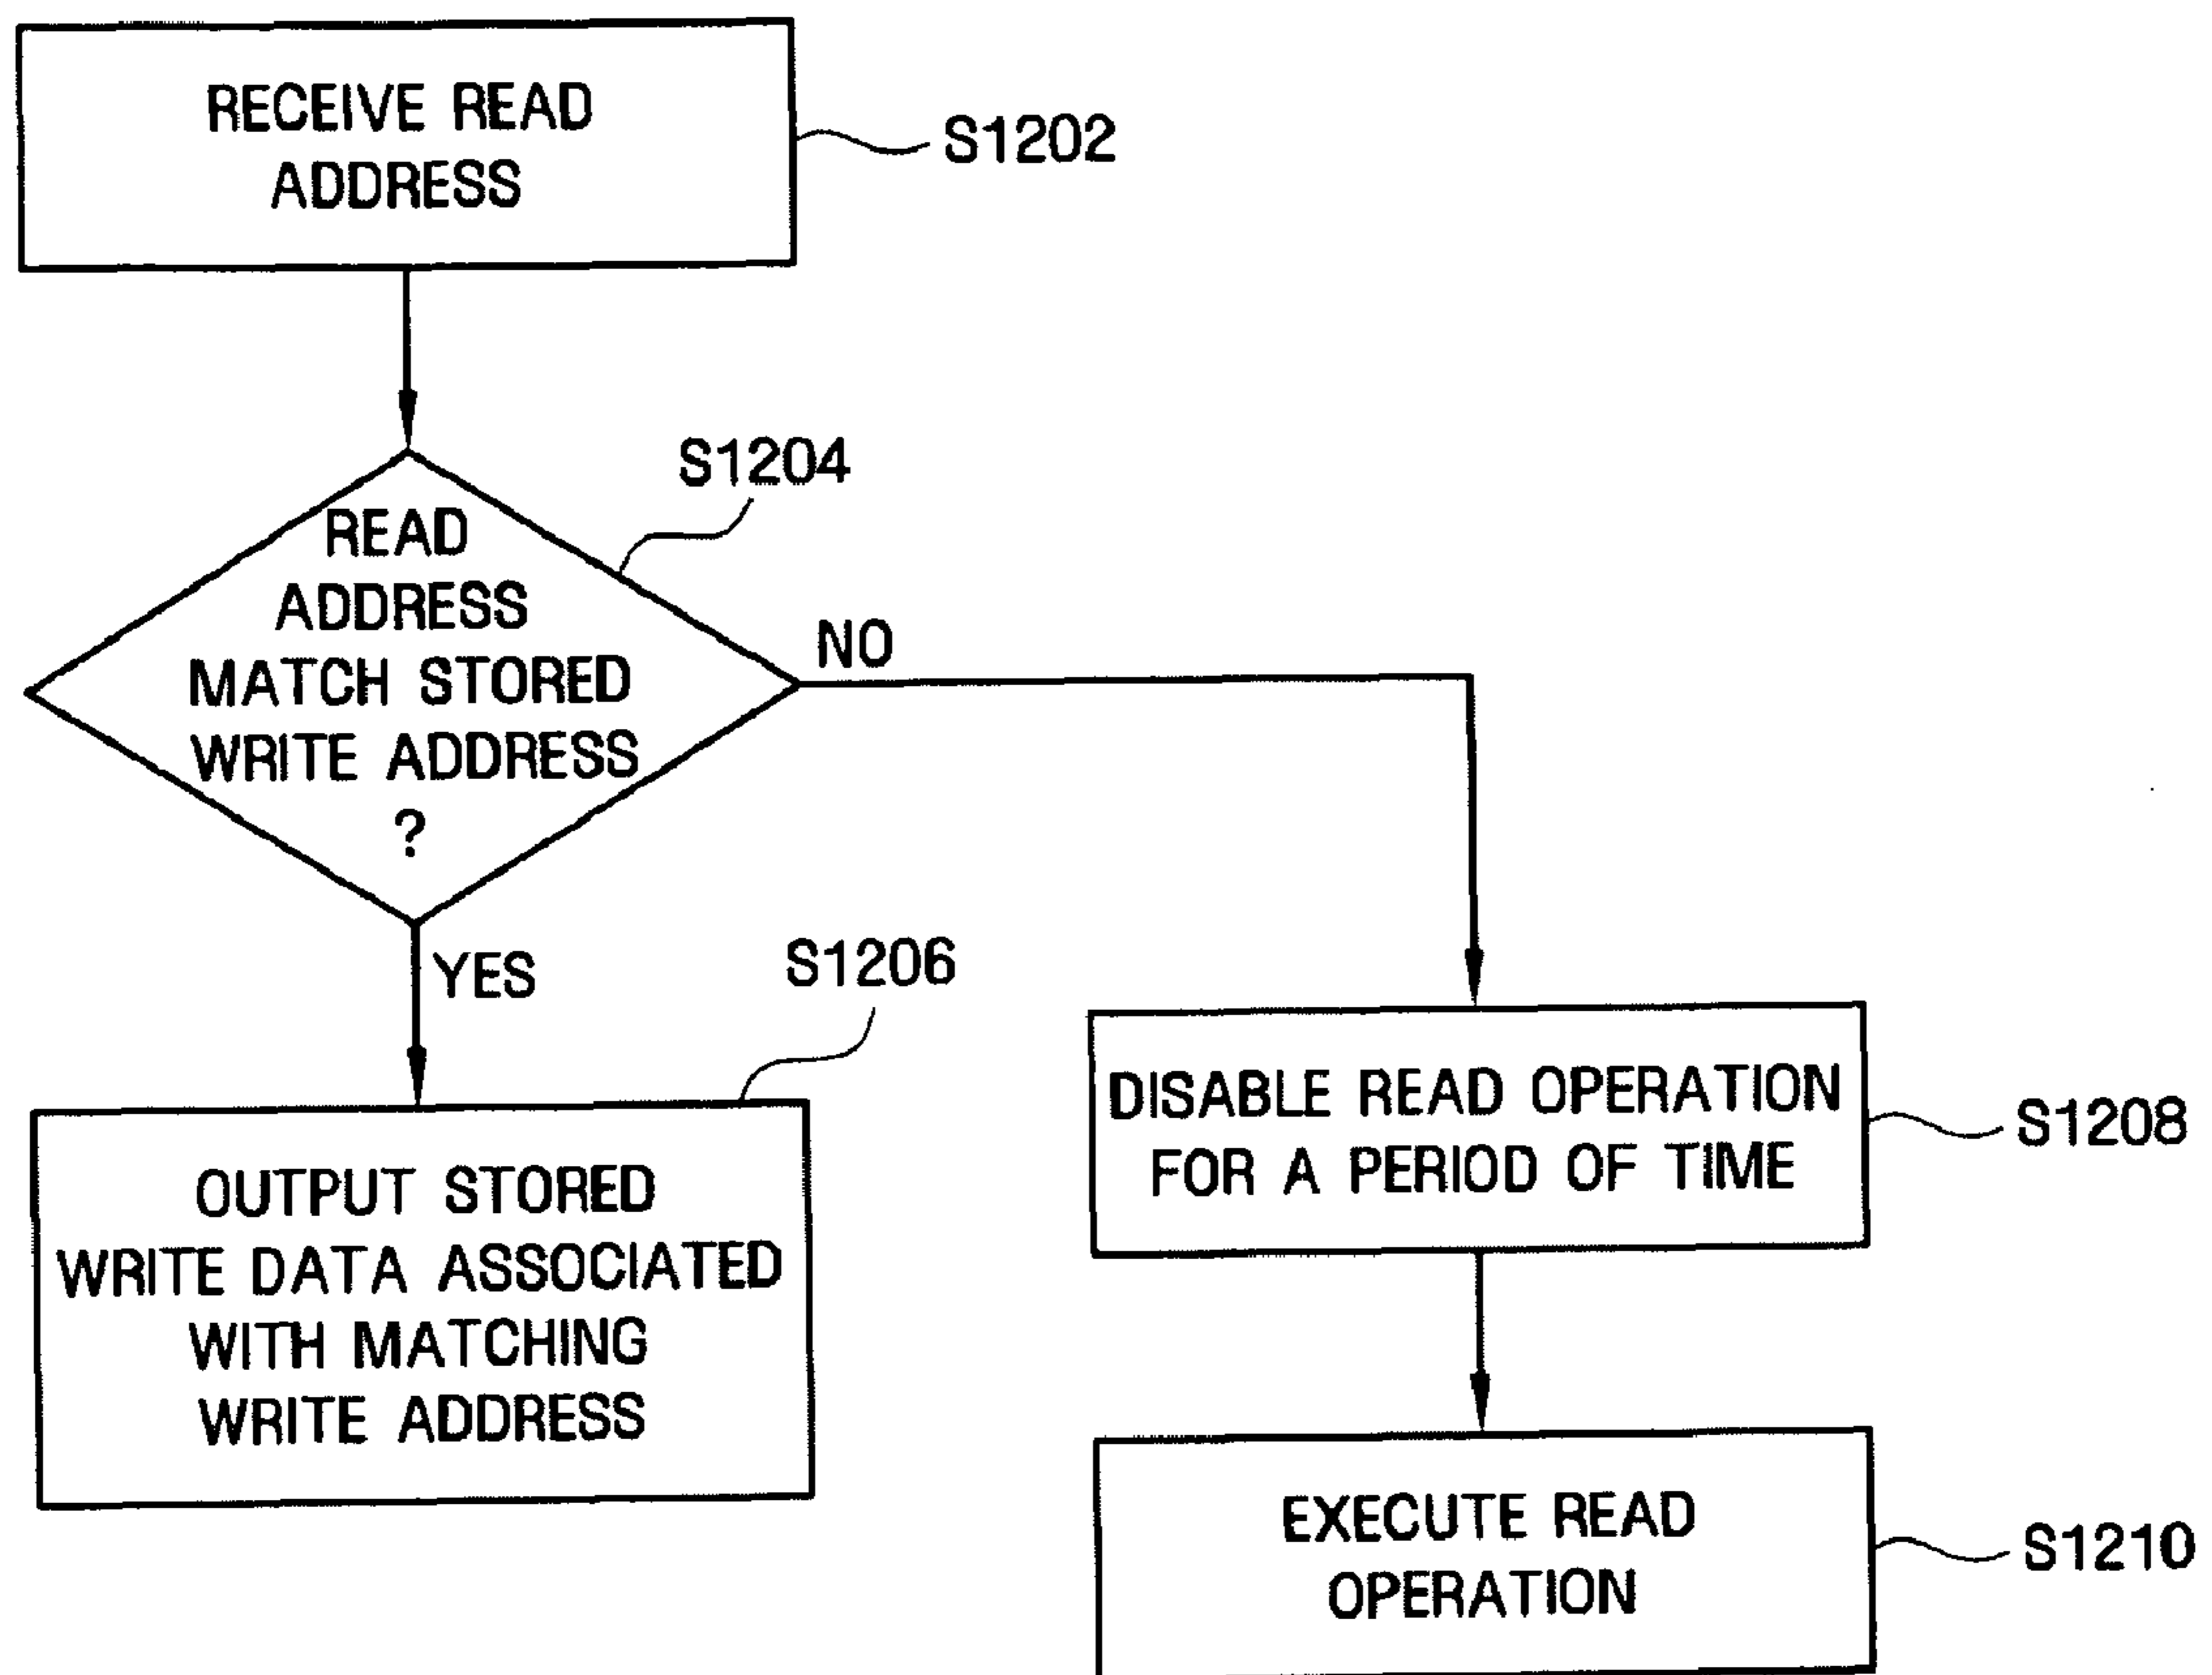 RECEIVE READ
ADDRESS
S1202
S1204
READ
ADDRESS
MATCH STORED
WRITE ADDRESS
?
NO
YES
S1206
OUTPUT STORED
WRITE DATA ASSOCIATED
WITH MATCHING
WRITE ADDRESS
DISABLE READ OPERATION
FOR A PERIOD OF TIME
S1208
EXECUTE READ
OPERATION
S1210